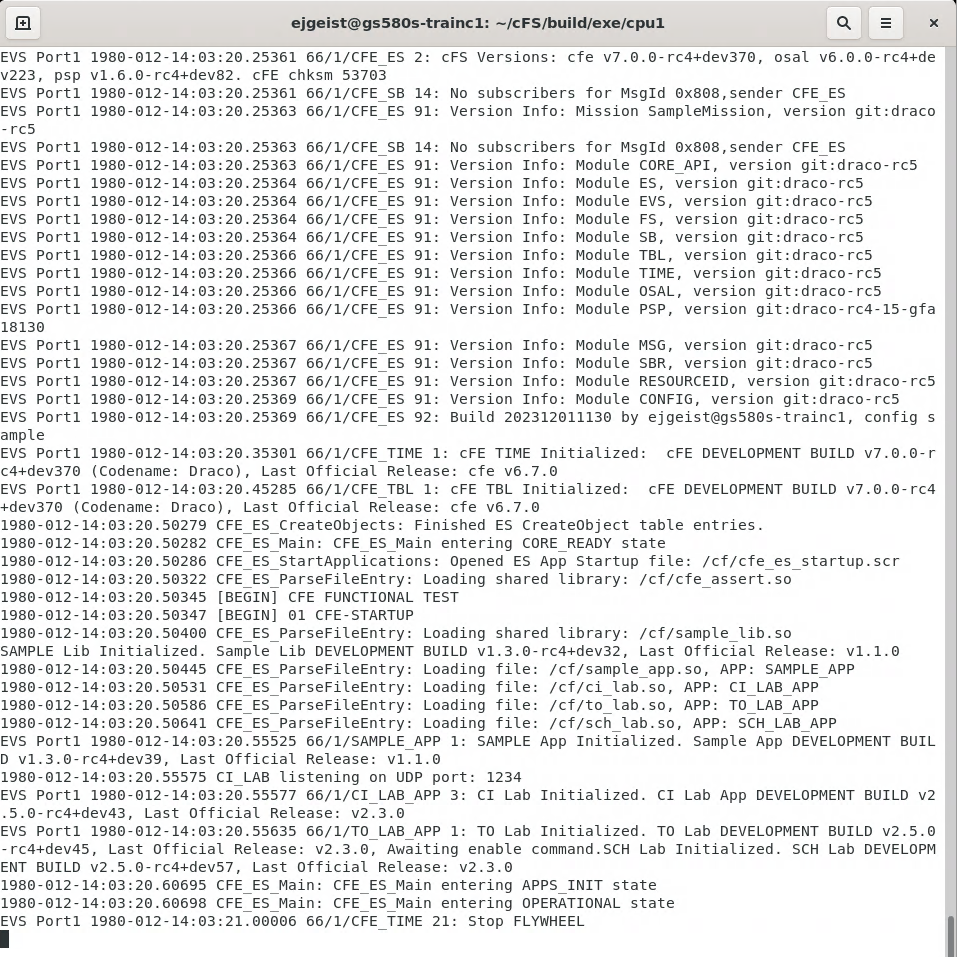 ejgeist@gs580s-trainc1: ~/cFS/build/exe/cpu1
EVS Port1 1980-012-14:03:20.25361 66/1/CFE_ES 2: cFS Versions: cfe v7.0.0-rc4+dev370, osal v6.0.0-rc4+de
v223, psp v1.6.0-rc4+dev82. cFE chksm 53703
EVS Port1 1980-012-14:03:20.25361 66/1/CFE_SB 14: No subscribers for MsgId 0x808,sender CFE_ES
EVS Port1 1980-012-14:03:20.25363 66/1/CFE_ES 91: Version Info: Mission SampleMission, version git:draco
-rc5
EVS Port1 1980-012-14:03:20.25363 66/1/CFE_SB 14: No subscribers for MsgId 0x808,sender CFE_ES
EVS Port1 1980-012-14:03:20.25363 66/1/CFE_ES 91: Version Info: Module CORE_API, version git:draco-rc5
EVS Port1 1980-012-14:03:20.25364 66/1/CFE_ES 91: Version Info: Module ES, version git:draco-rc5
EVS Port1 1980-012-14:03:20.25364 66/1/CFE_ES 91: Version Info: Module EVS, version git:draco-rc5
EVS Port1 1980-012-14:03:20.25364 66/1/CFE_ES 91: Version Info: Module FS, version git:draco-rc5
EVS Port1 1980-012-14:03:20.25364 66/1/CFE_ES 91: Version Info: Module SB, version git:draco-rc5
EVS Port1 1980-012-14:03:20.25366 66/1/CFE_ES 91: Version Info: Module TBL, version git:draco-rc5
EVS Port1 1980-012-14:03:20.25366 66/1/CFE_ES 91: Version Info: Module TIME, version git:draco-rc5
EVS Port1 1980-012-14:03:20.25366 66/1/CFE_ES 91: Version Info: Module OSAL, version git:draco-rc5
EVS Port1 1980-012-14:03:20.25366 66/1/CFE_ES 91: Version Info: Module PSP, version git:draco-rc4-15-gfa
18130
EVS Port1 1980-012-14:03:20.25367 66/1/CFE_ES 91: Version Info: Module MSG, version git:draco-rc5
EVS Port1 1980-012-14:03:20.25367 66/1/CFE_ES 91: Version Info: Module SBR, version git:draco-rc5
EVS Port1 1980-012-14:03:20.25367 66/1/CFE_ES 91: Version Info: Module RESOURCEID, version git:draco-rc5
EVS Port1 1980-012-14:03:20.25369 66/1/CFE_ES 91: Version Info: Module CONFIG, version git:draco-rc5
EVS Port1 1980-012-14:03:20.25369 66/1/CFE_ES 92: Build 202312011130 by ejgeist@gs580s-trainc1, config s
ample
EVS Port1 1980-012-14:03:20.35301 66/1/CFE_TIME 1: cFE TIME Initialized:  cFE DEVELOPMENT BUILD v7.0.0-r
c4+dev370 (Codename: Draco), Last Official Release: cfe v6.7.0
EVS Port1 1980-012-14:03:20.45285 66/1/CFE_TBL 1: cFE TBL Initialized:  cFE DEVELOPMENT BUILD v7.0.0-rc4
+dev370 (Codename: Draco), Last Official Release: cfe v6.7.0
1980-012-14:03:20.50279 CFE_ES_CreateObjects: Finished ES CreateObject table entries.
1980-012-14:03:20.50282 CFE_ES_Main: CFE_ES_Main entering CORE_READY state
1980-012-14:03:20.50286 CFE_ES_StartApplications: Opened ES App Startup file: /cf/cfe_es_startup.scr
1980-012-14:03:20.50322 CFE_ES_ParseFileEntry: Loading shared library: /cf/cfe_assert.so
1980-012-14:03:20.50345 [BEGIN] CFE FUNCTIONAL TEST
1980-012-14:03:20.50347 [BEGIN] 01 CFE-STARTUP
1980-012-14:03:20.50400 CFE_ES_ParseFileEntry: Loading shared library: /cf/sample_lib.so
SAMPLE Lib Initialized. Sample Lib DEVELOPMENT BUILD v1.3.0-rc4+dev32, Last Official Release: v1.1.0
1980-012-14:03:20.50445 CFE_ES_ParseFileEntry: Loading file: /cf/sample_app.so, APP: SAMPLE_APP
1980-012-14:03:20.50531 CFE_ES_ParseFileEntry: Loading file: /cf/ci_lab.so, APP: CI_LAB_APP
1980-012-14:03:20.50586 CFE_ES_ParseFileEntry: Loading file: /cf/to_lab.so, APP: TO_LAB_APP
1980-012-14:03:20.50641 CFE_ES_ParseFileEntry: Loading file: /cf/sch_lab.so, APP: SCH_LAB_APP
EVS Port1 1980-012-14:03:20.55525 66/1/SAMPLE_APP 1: SAMPLE App Initialized. Sample App DEVELOPMENT BUIL
D v1.3.0-rc4+dev39, Last Official Release: v1.1.0
1980-012-14:03:20.55575 CI_LAB listening on UDP port: 1234
EVS Port1 1980-012-14:03:20.55577 66/1/CI_LAB_APP 3: CI Lab Initialized. CI Lab App DEVELOPMENT BUILD v2
.5.0-rc4+dev43, Last Official Release: v2.3.0
EVS Port1 1980-012-14:03:20.55635 66/1/TO_LAB_APP 1: TO Lab Initialized. TO Lab DEVELOPMENT BUILD v2.5.0
-rc4+dev45, Last Official Release: v2.3.0, Awaiting enable command.SCH Lab Initialized. SCH Lab DEVELOPM
ENT BUILD v2.5.0-rc4+dev57, Last Official Release: v2.3.0
1980-012-14:03:20.60695 CFE_ES_Main: CFE_ES_Main entering APPS_INIT state
1980-012-14:03:20.60698 CFE_ES_Main: CFE_ES_Main entering OPERATIONAL state
EVS Port1 1980-012-14:03:21.00006 66/1/CFE_TIME 21: Stop FLYWHEEL